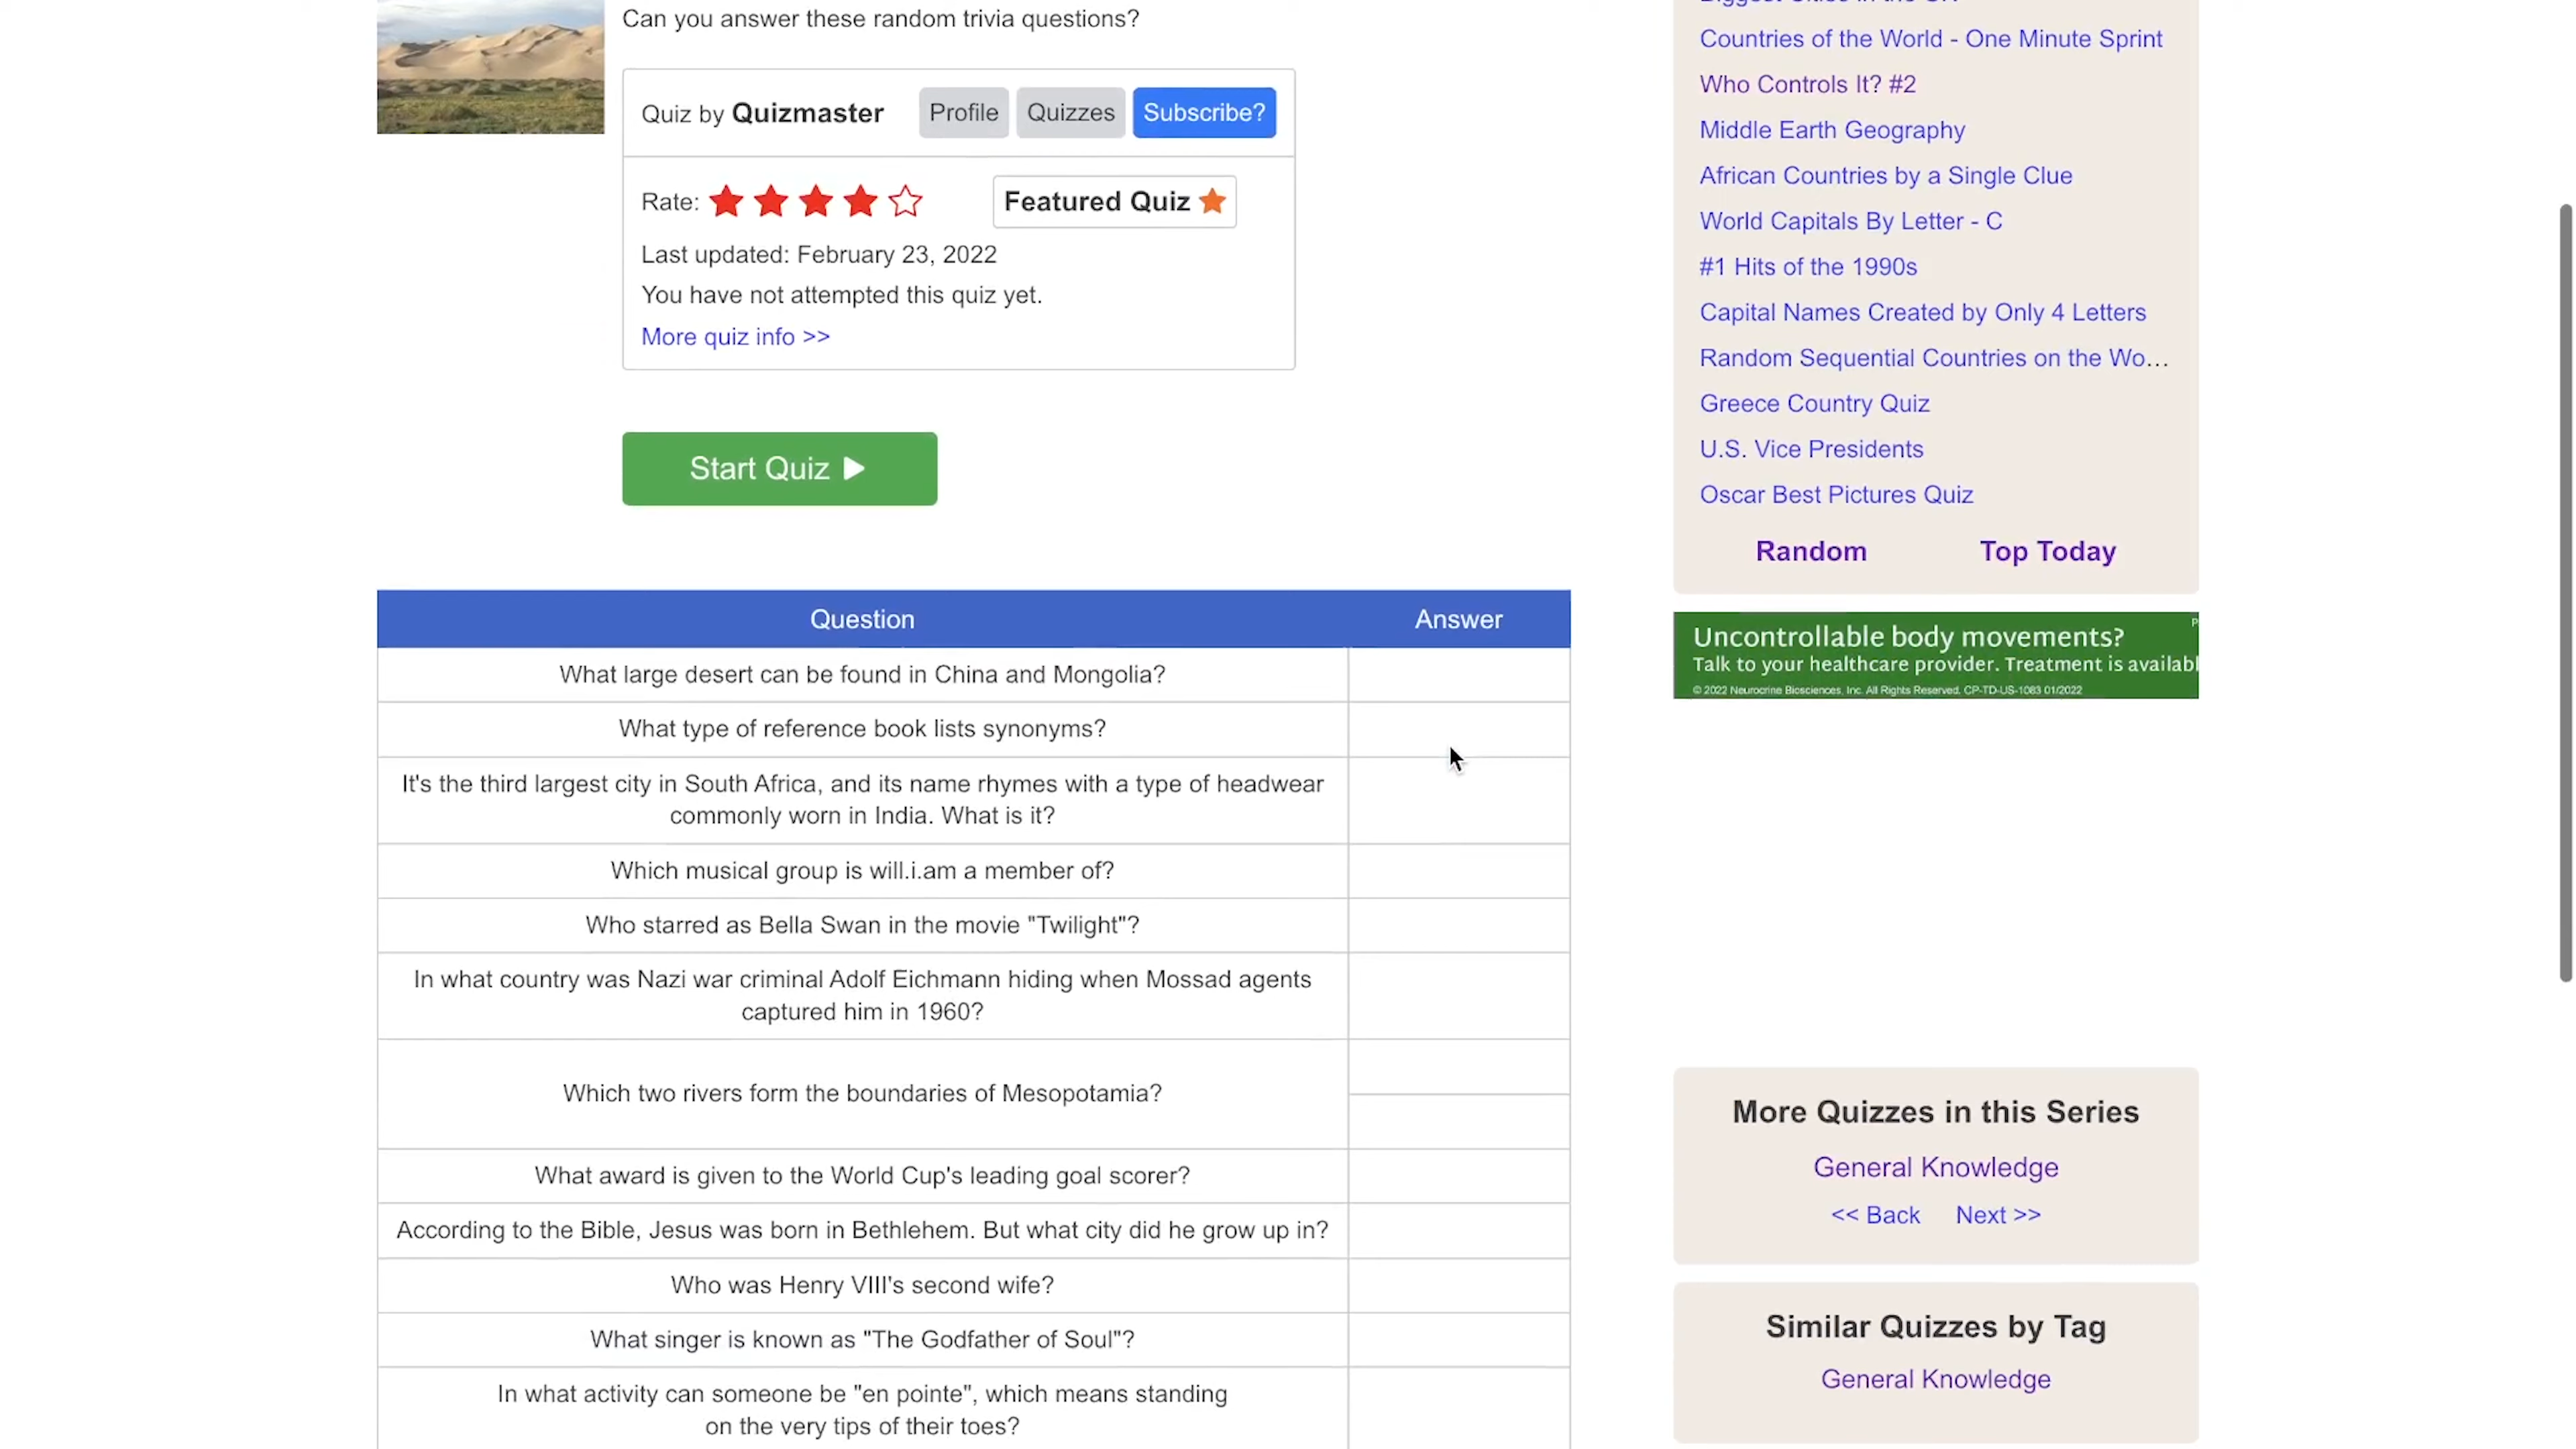 Can you answer these random trivia questions?
Quiz by Quizmaster Profile Quizzes Subscribe?
Rate: Featured Quiz
Last updated: February 23, 2022
You have not attempted this quiz yet.
More quiz info >>
Start Quiz
Question Answer
What large desert can be found in China and Mongolia?
What type of reference book lists synonyms?
It's the third largest city in South Africa, and its name rhymes with a type of headwear
commonly worn in India. What is it?
Which musical group is will.i.am a member of?
Who starred as Bella Swan in the movie "Twilight"?
In what country was Nazi war criminal Adolf Eichmann hiding when Mossad agents
captured him in 1960?
Which two rivers form the boundaries of Mesopotamia?
What award is given to the World Cup's leading goal scorer?
According to the Bible, Jesus was born in Bethlehem. But what city did he grow up in?
Who was Henry VIII's second wife?
What singer is known as "The Godfather of Soul"?
In what activity can someone be "en pointe", which means standing
on the very tips of their toes?
Countries of the World - One Minute Sprint
Who Controls It? #2
Middle Earth Geography
African Countries by a Single Clue
World Capitals By Letter - C
#1 Hits of the 1990s
Capital Names Created by Only 4 Letters
Random Sequential Countries on the Wo...
Greece Country Quiz
U.S. Vice Presidents
Oscar Best Pictures Quiz
Random Top Today
Uncontrollable body movements?
Talk to your healthcare provider. Treatment is availabl
© 2022 Neurocrine Biosciences, Inc. All Rights Reserved. CP-TD-US-1083 01/2022
More Quizzes in this Series
General Knowledge
<< Back Next >>
Similar Quizzes by Tag
General Knowledge